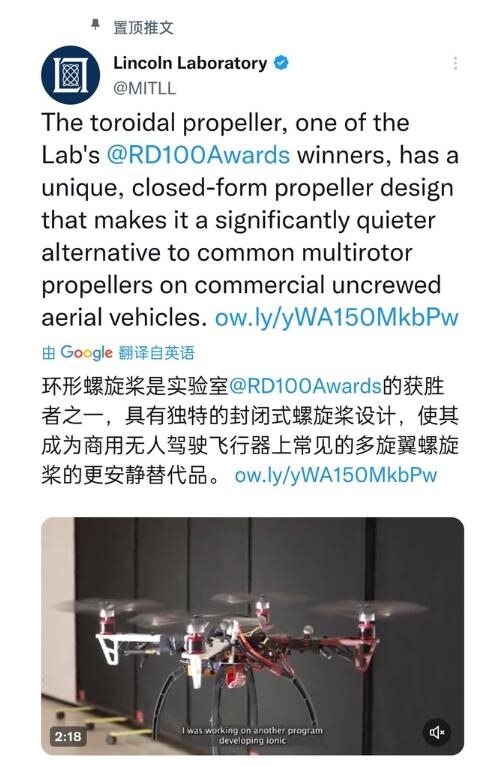 置顶推文
Lincoln Laboratory
@MITLL
The toroidal propeller, one of the
Lab's @RD100Awards winners, has a
unique, closed-form propeller design
that makes it a significantly quieter
alternative to common multirotor
propellers on commercial uncrewed
aerial vehicles. ow.ly/yWA150MkbPw
由 Google 翻译自英语
环形螺旋桨是实验室@RD100Awards的获胜
者之一，具有独特的封闭式螺旋桨设计，使其
成为商用无人驾驶飞行器上常见的多旋翼螺旋
桨的更安静替代品。 ow.ly/yWA150MkbPw
I was working on another program
developing ionic
2:18